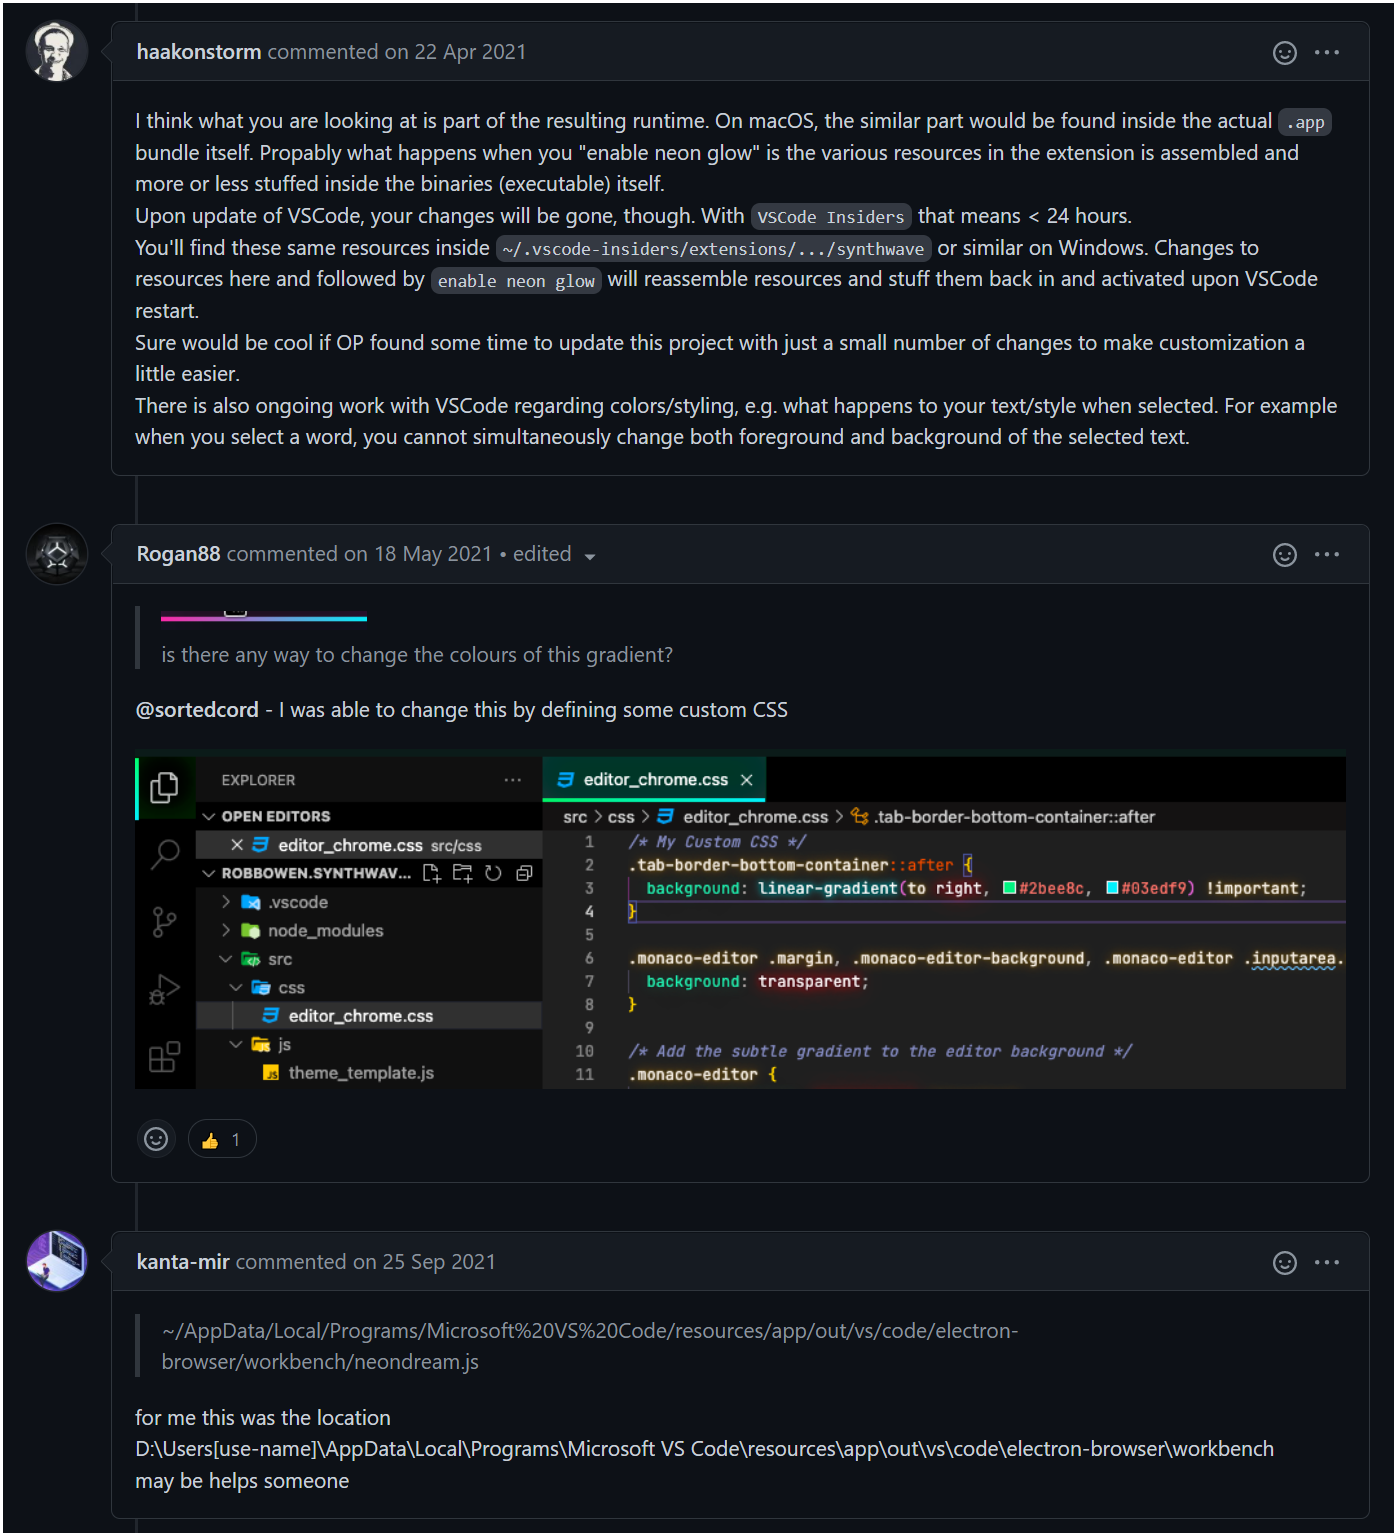 haakonstorm commented on 22 Apr 2021
I think what you are looking at is part of the resulting runtime. On macOS, the similar part would be found inside the actual .app
bundle itself. Propably what happens when you "enable neon glow" is the various resources in the extension is assembled and
more or less stuffed inside the binaries (executable) itself.
Upon update of VSCode, your changes will be gone, though. With VSCode Insiders that means < 24 hours.
You'll find these same resources inside ~/.vscode-insiders/extensions/.../synthwave or similar on Windows. Changes to
resources here and followed by enable neon glow will reassemble resources and stuff them back in and activated upon VSCode
restart.
Sure would be cool if OP found some time to update this project with just a small number of changes to make customization a
little easier.
There is also ongoing work with VSCode regarding colors/styling, e.g. what happens to your text/style when selected. For example
when you select a word, you cannot simultaneously change both foreground and background of the selected text.
Rogan88 commented on 18 May 2021 • edited
is there any way to change the colours of this gradient?
@sortedcord - I was able to change this by defining some custom CSS
EXPLORER
OPEN EDITORS
editor_chrome.css src/css
ROBBOWEN.SYNTHWAV...
.vscode
node_modules
src
css
editor_chrome.css
js
theme_template.js
editor_chrome.css
src > css > editor_chrome.css > .tab-border-bottom-container::after
1 /* My Custom CSS */
2 .tab-border-bottom-container::after {
3 background: linear-gradient(to right, #2bee8c, #03edf9) !important;
4 }
5
6 .monaco-editor .margin, .monaco-editor-background, .monaco-editor .inputarea.
7 background: transparent;
8 }
9
10 /* Add the subtle gradient to the editor background */
11 .monaco-editor {
1
kanta-mir commented on 25 Sep 2021
~/AppData/Local/Programs/Microsoft%20VS%20Code/resources/app/out/vs/code/electron-
browser/workbench/neondream.js
for me this was the location
D:\Users[use-name]\AppData\Local\Programs\Microsoft VS Code\resources\app\out\vs\code\electron-browser\workbench
may be helps someone